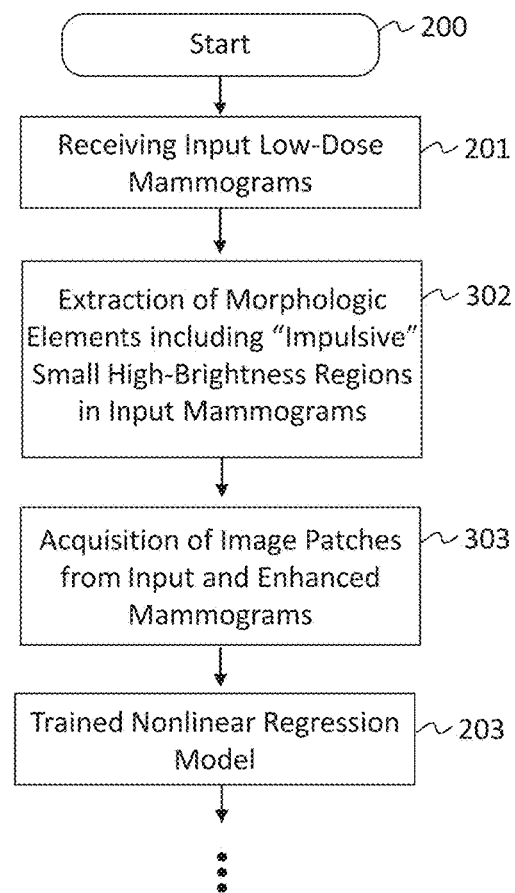 Start
200
Receiving Input Low-Dose
Mammograms
201
Extraction of Morphologic
Elements including “Impulsive”
Small High-Brightness Regions
in Input Mammograms
302
Acquisition of Image Patches
from Input and Enhanced
Mammograms
303
Trained Nonlinear Regression
Model
203